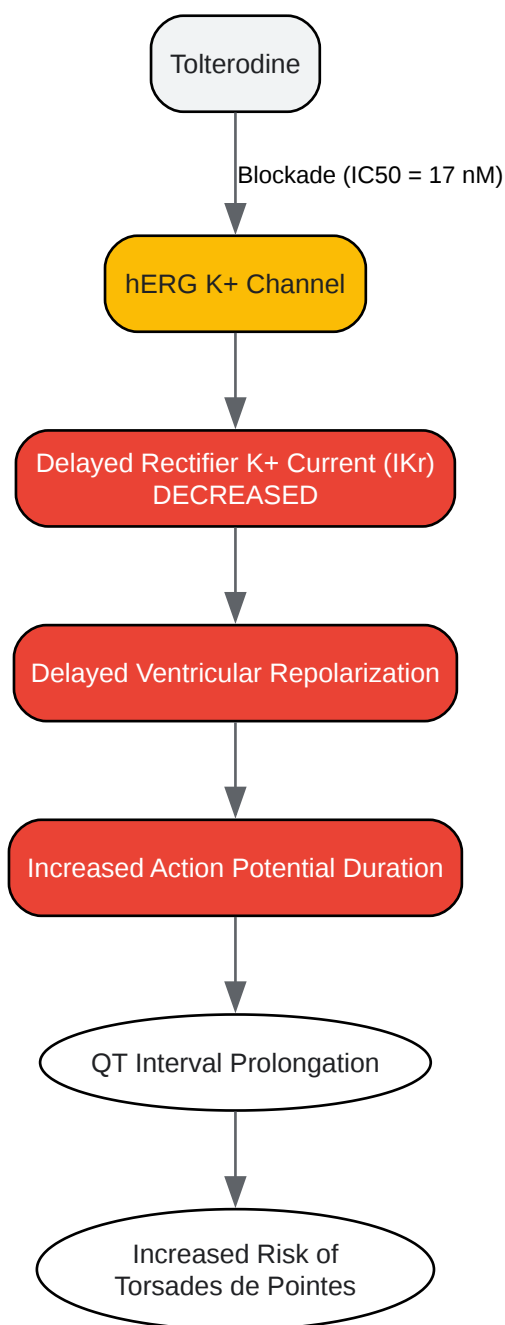 Tolterodine
Blockade (IC50 = 17 nM)
hERG K+ Channel
Delayed Rectifier K+ Current (IKr)
DECREASED
Delayed Ventricular Repolarization
Increased Action Potential Duration
QT Interval Prolongation
Increased Risk of
Torsades de Pointes